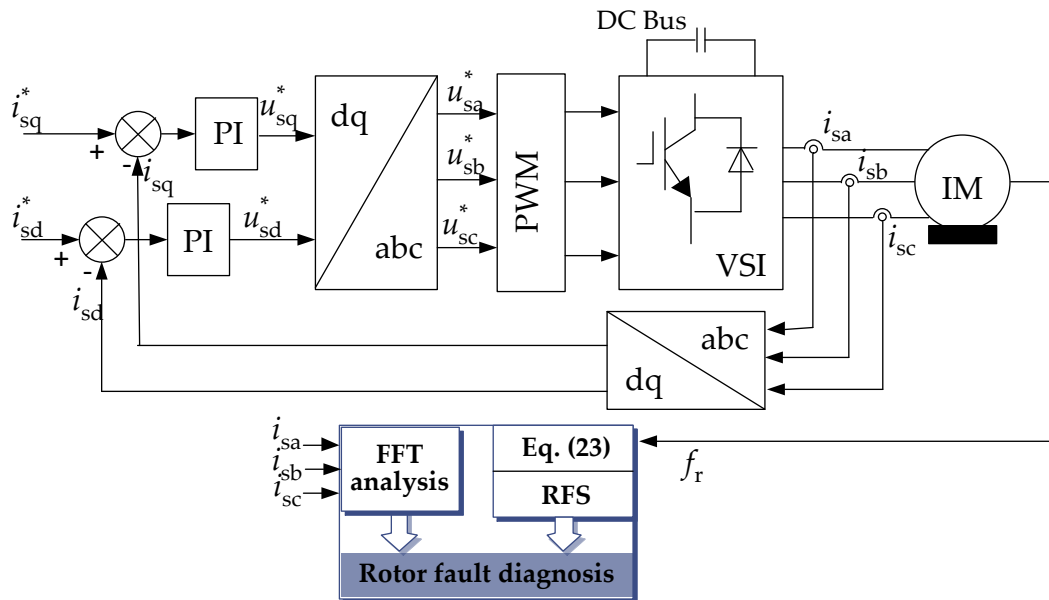 DC Bus
i*sq
+
-
PI
u*sq
dq
abc
u*sa
u*sb
u*sc
PWM
VSI
isa
isb
isc
IM
isq
i*sd
+
-
PI
u*sd
isd
abc
dq
isa
isb
isc
FFT
analysis
Eq. (23)
RFS
fr
Rotor fault diagnosis